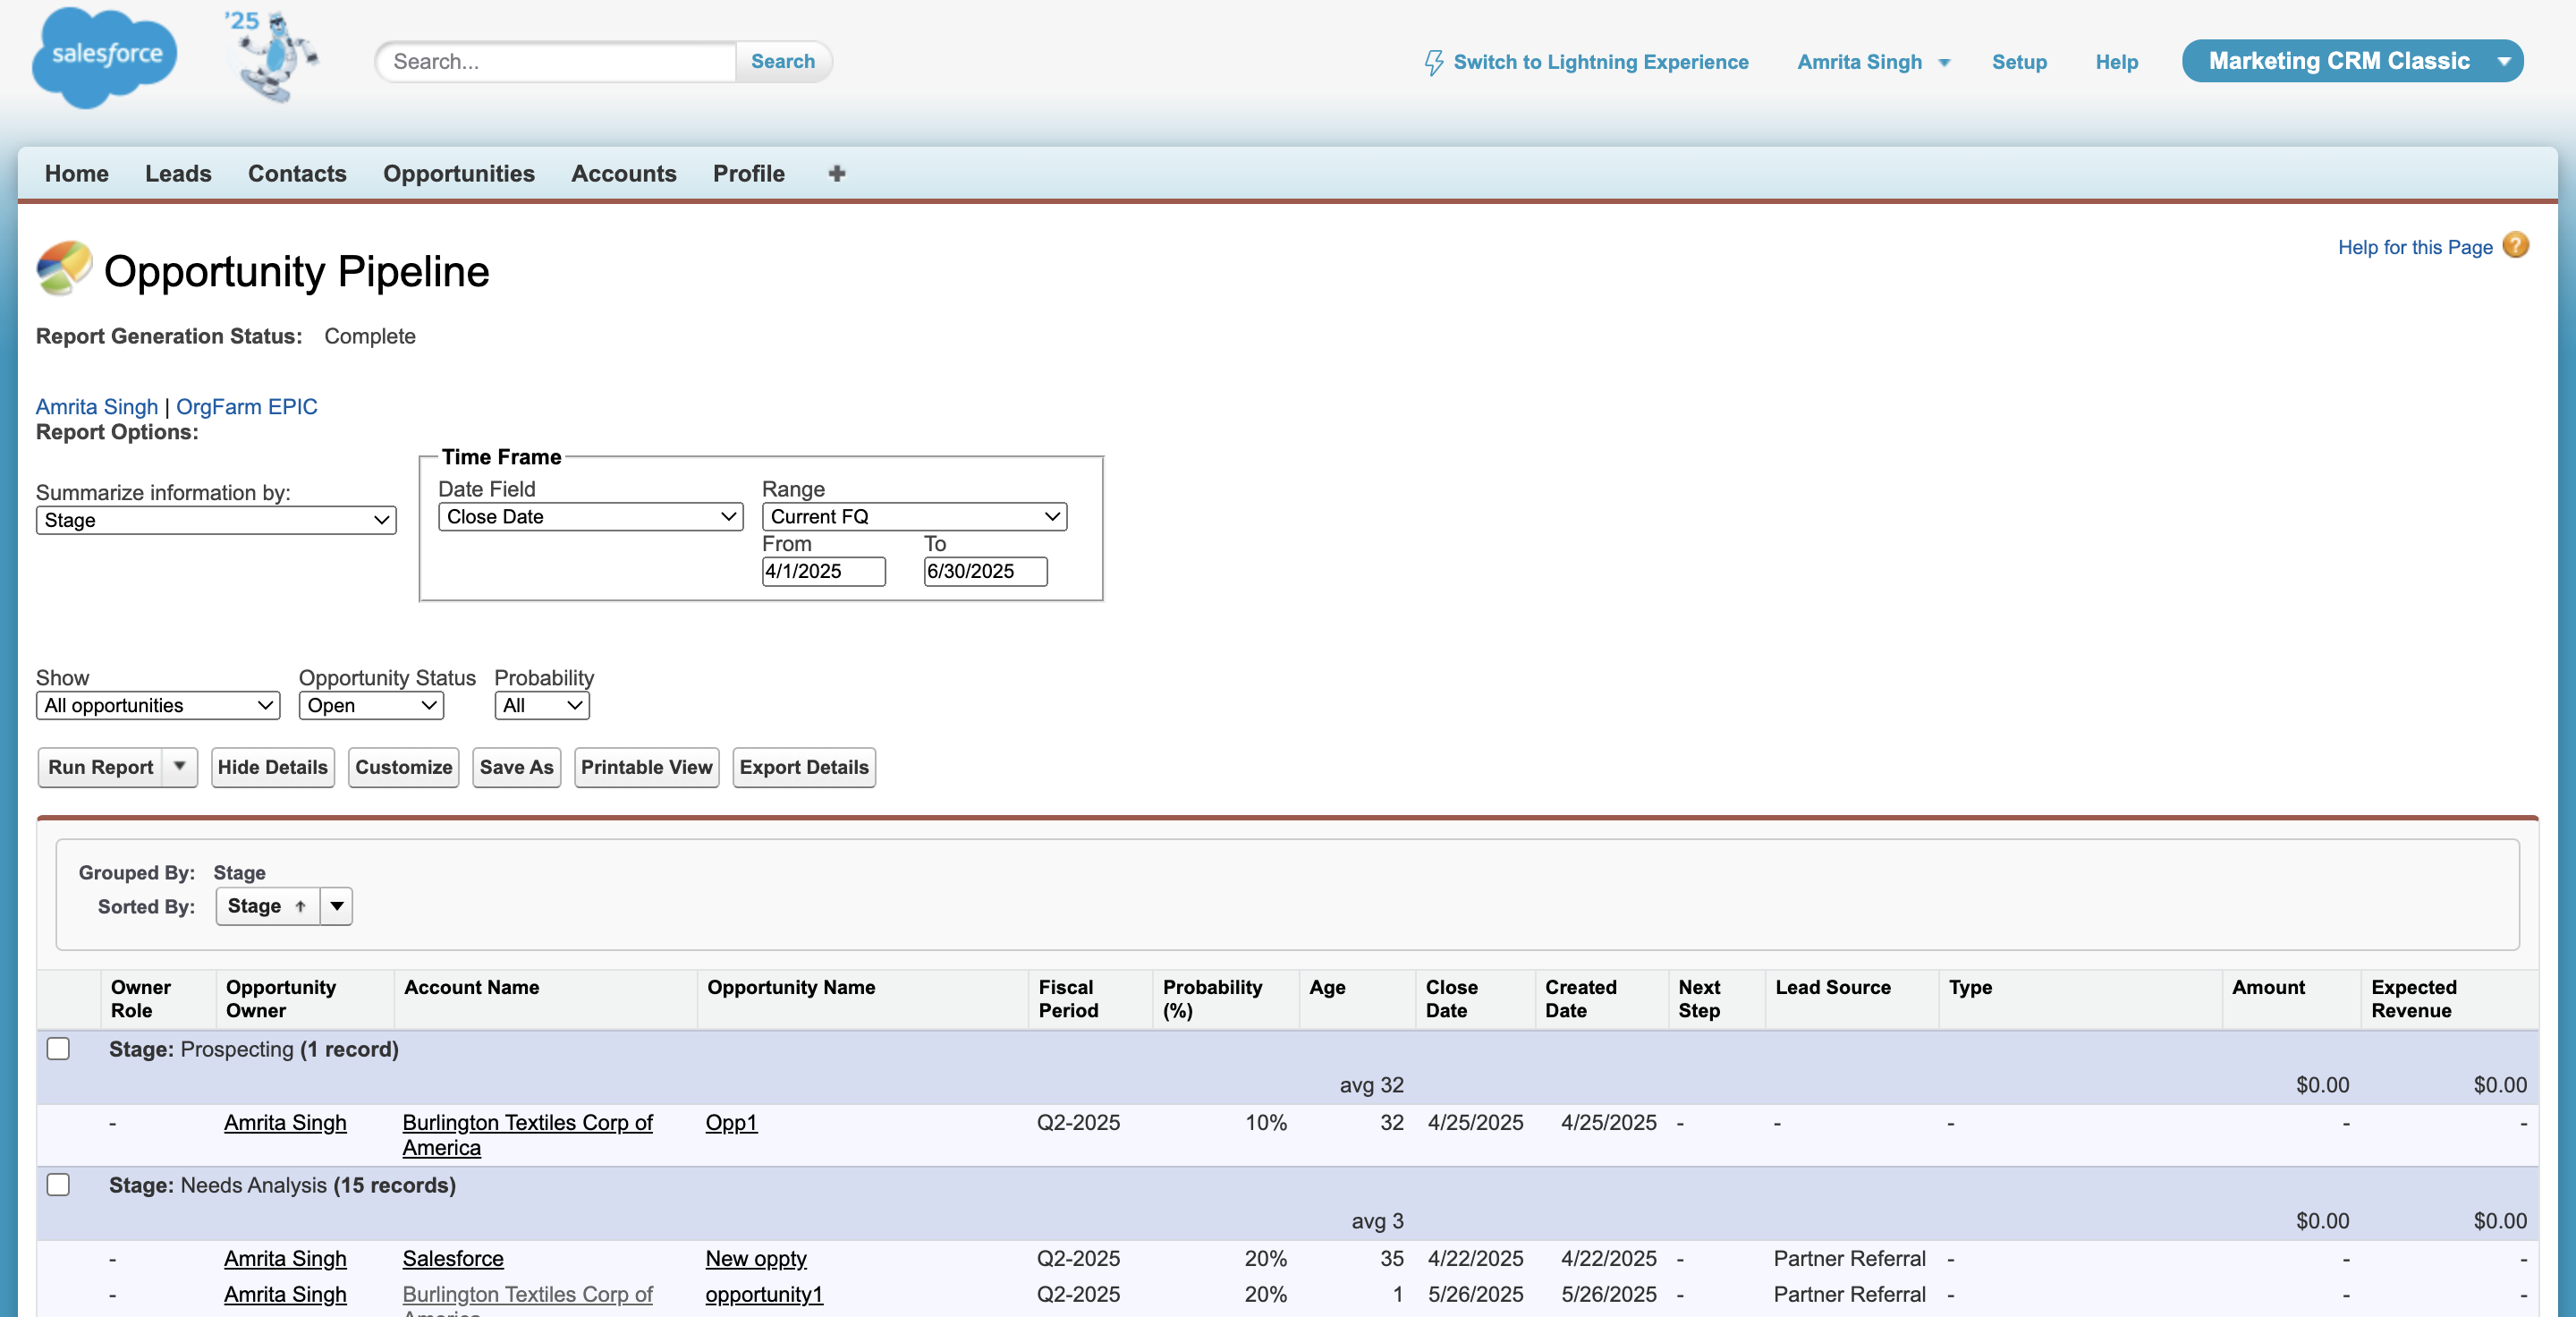 salesforce
'25
Search...
Search
Switch to Lightning Experience
Amrita Singh
Setup
Help
Marketing CRM Classic
Home
Leads
Contacts
Opportunities
Accounts
Profile
Opportunity Pipeline
Help for this Page
Report Generation Status: Complete
Amrita Singh | OrgFarm EPIC
Report Options:
Summarize information by:
Stage
Time Frame
Date Field
Close Date
Range
Current FQ
From
To
4/1/2025
6/30/2025
Show
All opportunities
Opportunity Status
Open
Probability
All
Run Report
Hide Details
Customize
Save As
Printable View
Export Details
Grouped By: Stage
Sorted By: Stage ↑
Owner Role
Opportunity Owner
Account Name
Opportunity Name
Fiscal Period
Probability (%)
Age
Close Date
Created Date
Next Step
Lead Source
Type
Amount
Expected Revenue
Stage: Prospecting (1 record)
avg 32 $0.00 $0.00
- Amrita Singh Burlington Textiles Corp of America Opp1 Q2-2025 10% 32 4/25/2025 4/25/2025 - - - - -
Stage: Needs Analysis (15 records)
avg 3 $0.00 $0.00
- Amrita Singh Salesforce New oppty Q2-2025 20% 35 4/22/2025 4/22/2025 - Partner Referral - - -
- Amrita Singh Burlington Textiles Corp of opportunity1 Q2-2025 20% 1 5/26/2025 5/26/2025 - Partner Referral - - -